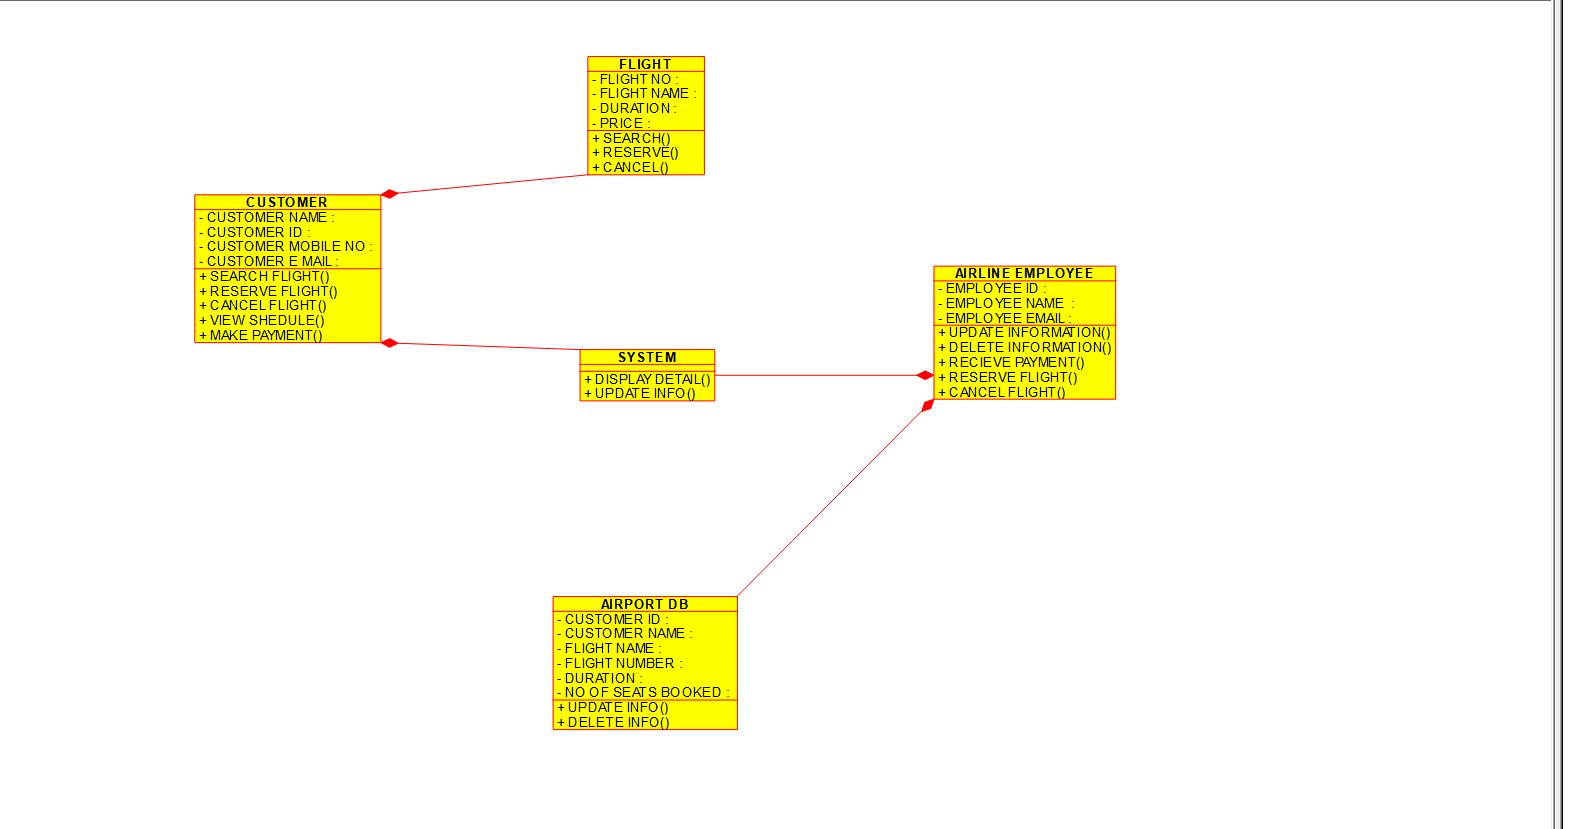 FLIGHT
- FLIGHT NO :
- FLIGHT NAME :
- DURATION :
- PRICE :
+ SEARCH()
+ RESERVE()
+ CANCEL()
CUSTOMER
- CUSTOMER NAME :
- CUSTOMER ID :
- CUSTOMER MOBILE NO :
- CUSTOMER E MAIL :
+ SEARCH FLIGHT()
+ RESERVE FLIGHT()
+ CANCEL FLIGHT()
+ VIEW SHEDULE()
+ MAKE PAYMENT()
SYSTEM
+ DISPLAY DETAIL()
+ UPDATE INFO()
AIRLINE EMPLOYEE
- EMPLOYEE ID :
- EMPLOYEE NAME :
- EMPLOYEE EMAIL :
+ UPDATE INFORMATION()
+ DELETE INFORMATION()
+ RECIEVE PAYMENT()
+ RESERVE FLIGHT()
+ CANCEL FLIGHT()
AIRPORT DB
- CUSTOMER ID :
- CUSTOMER NAME :
- FLIGHT NAME :
- FLIGHT NUMBER :
- DURATION :
- NO OF SEATS BOOKED :
+ UPDATE INFO()
+ DELETE INFO()